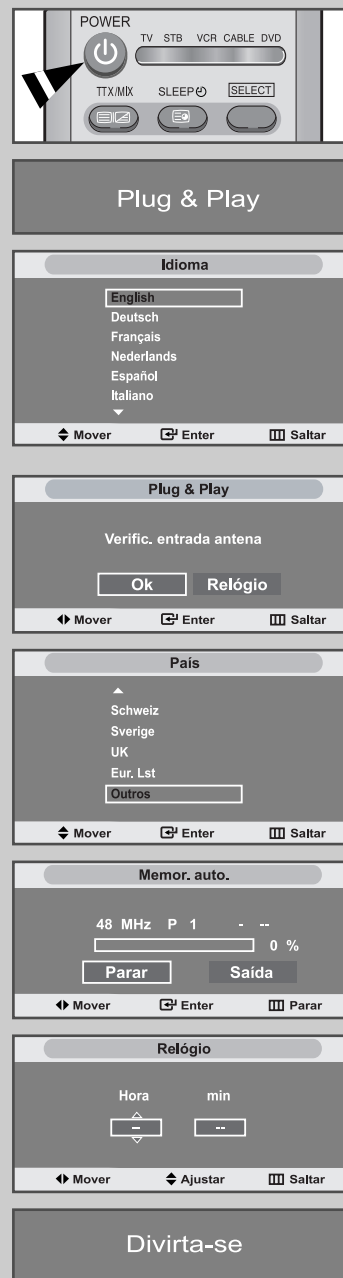 POWER
TV STB VCR CABLE DVD
TTX/MIX SLEEP SELECT
Plug & Play
Idioma
English
Deutsch
Français
Nederlands
Español
Italiano
Mover Enter Saltar
Plug & Play
Verific. entrada antena
Ok Relógio
Mover Enter Saltar
País
Schweiz
Sverige
UK
Eur. Lst
Outros
Mover Enter Saltar
Memor. auto.
48 MHz P 1 - --
0 %
Parar Saída
Mover Enter Parar
Relógio
Hora min
– --
Mover Ajustar Saltar
Divirta-se